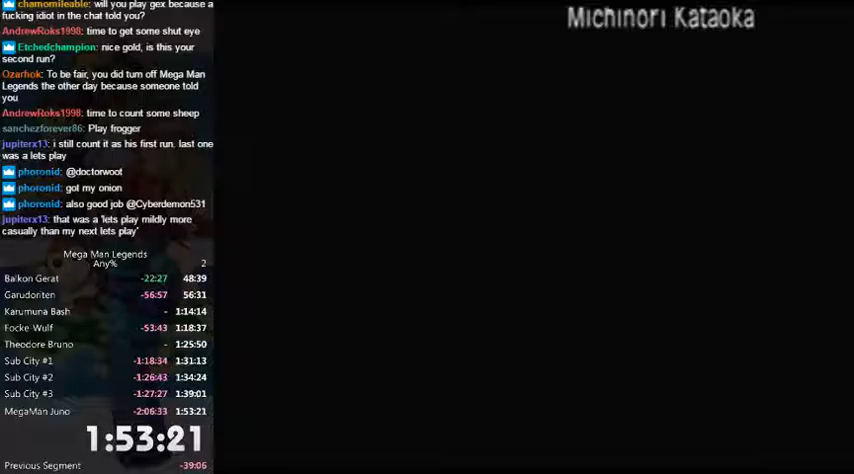 chamomileable: will you play gex because a
fucking idiot in the chat told you?
AndrewRoks1998: time to get some shut eye
Etchedchampion: nice gold, is this your
second run?
Ozarhok: To be fair, you did turn off Mega Man
Legends the other day because someone told
you
AndrewRoks1998: time to count some sheep
sanchezforever86: Play frogger
jupiterx13: i still count it as his first run. last one
was a lets play
phoronid: @doctorwoot
phoronid: got my onion
phoronid: also good job @Cyberdemon531
jupiterx13: that was a 'lets play mildly more
casually than my next lets play'
Mega Man Legends
Any% 2
Balkon Gerat -22:27 48:39
Garudoriten -56:57 56:31
Karumuna Bash - 1:14:14
Focke-Wulf -53:43 1:18:37
Theodore Bruno - 1:25:50
Sub City #1 -1:18:34 1:31:13
Sub City #2 -1:26:43 1:34:24
Sub City #3 -1:27:27 1:39:01
MegaMan Juno -2:06:33 1:53:21
1:53:21
Previous Segment -39:06
Michinori Kataoka